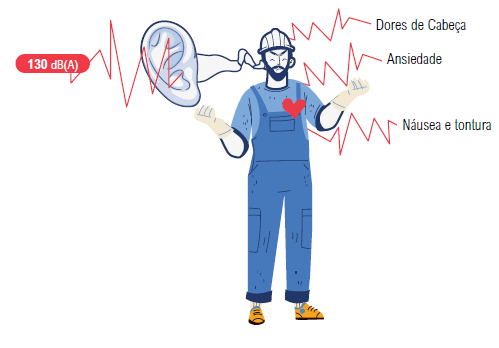 Dores de Cabeça
130 dB(A)
Ansiedade
Náusea e tontura